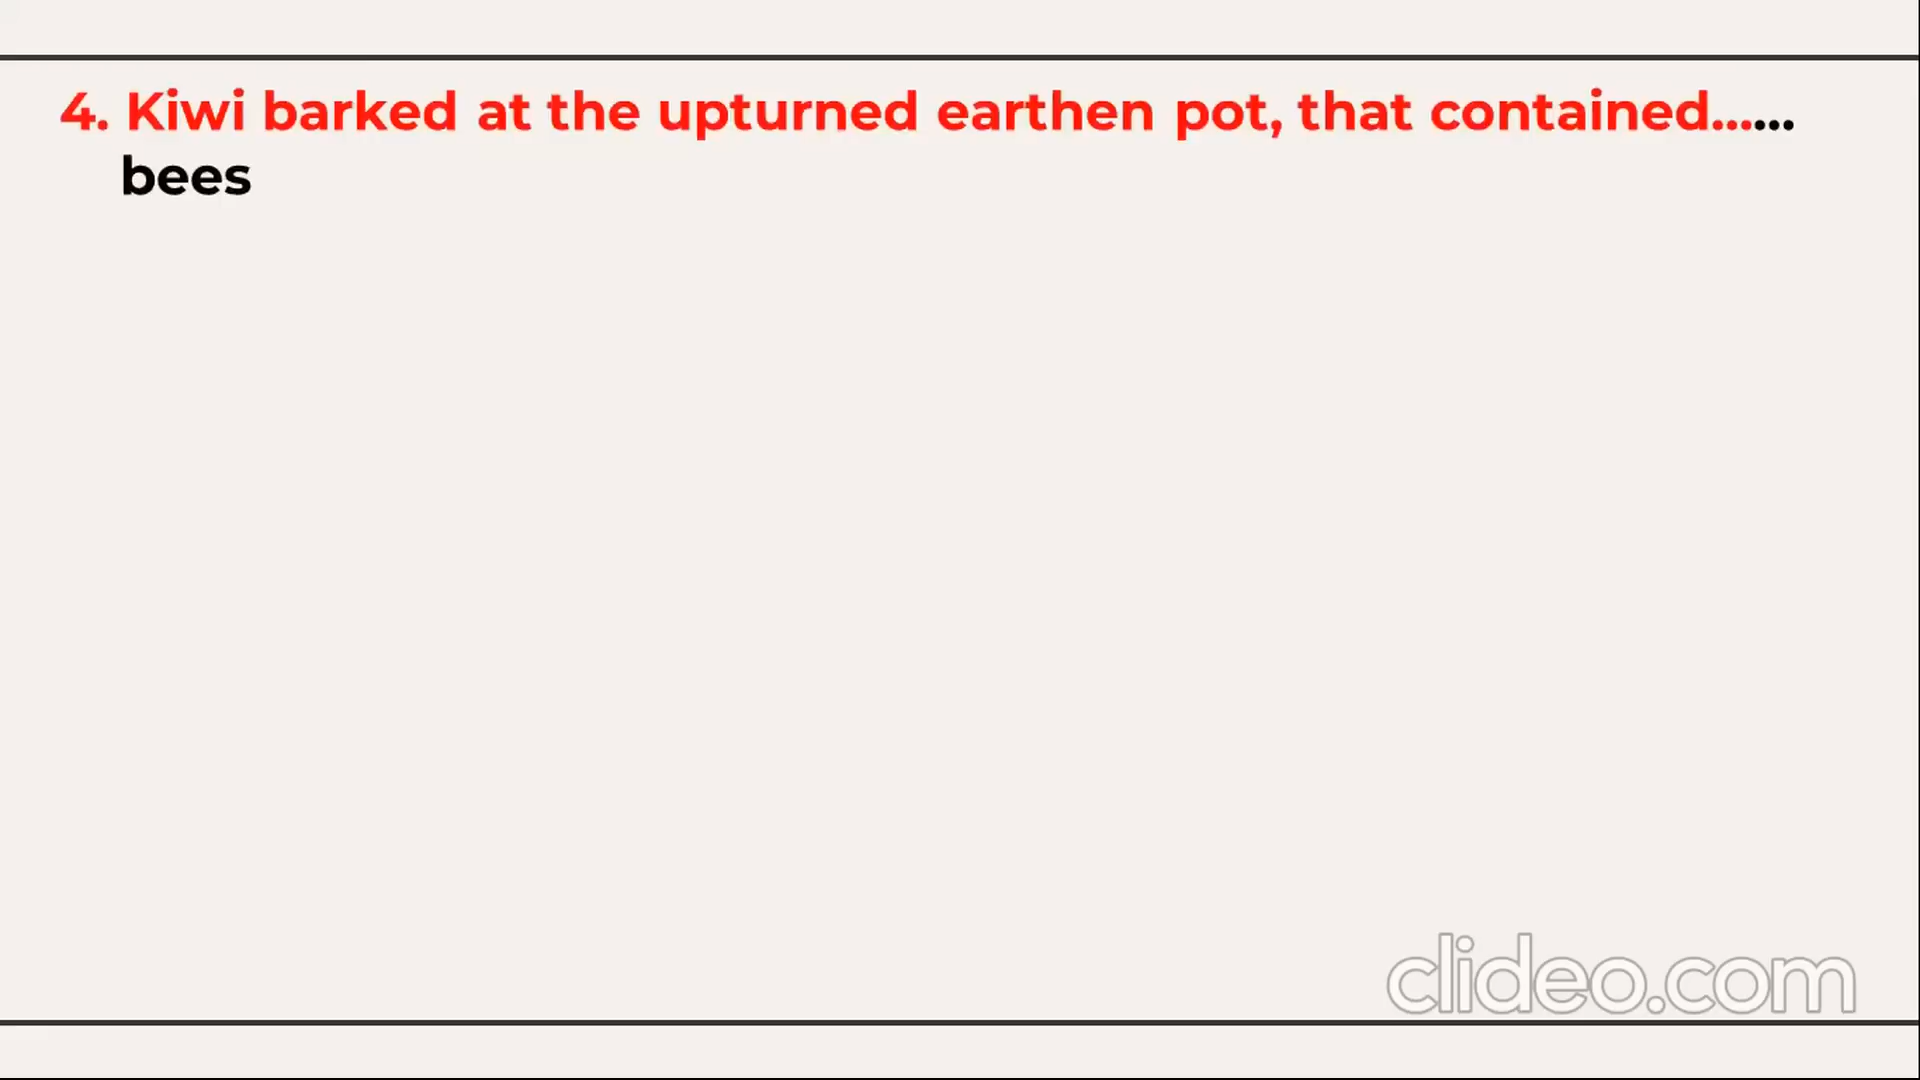 4. Kiwi barked at the upturned earthen pot, that contained......
bees
clideo.com